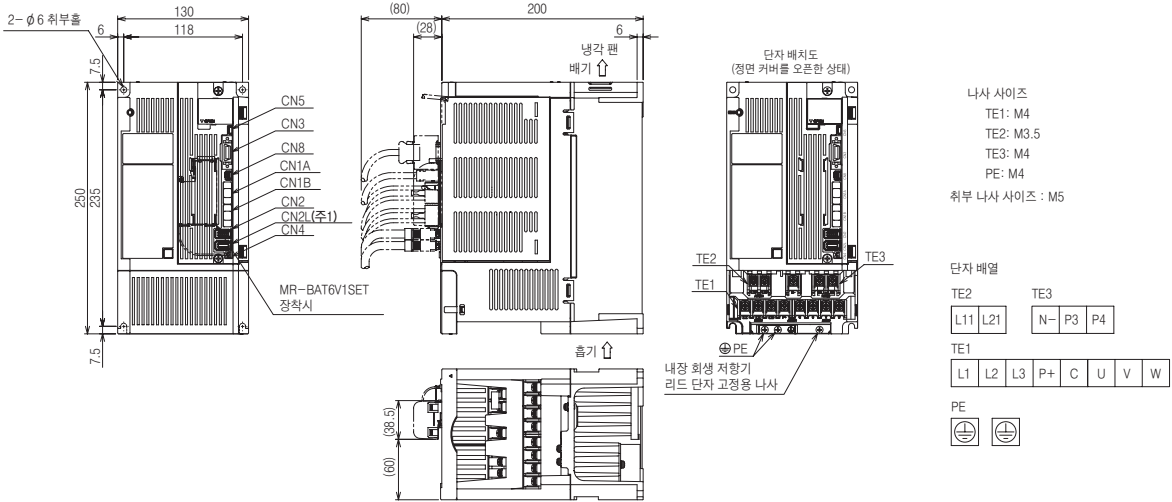 2-φ6 취부홀
130
6
118
7.5
250
235
7.5
CN5
CN3
CN8
CN1A
CN1B
CN2
CN2L(주1)
CN4
MR-BAT6V1SET
장착시
(80)
200
(28)
6
냉각 팬
배기
흡기
(38.5)
(60)
단자 배치도
(정면 커버를 오픈한 상태)
TE2
TE1
TE3
PE
내장 회생 저항기
리드 단자 고정용 나사
나사 사이즈
TE1: M4
TE2: M3.5
TE3: M4
PE: M4
취부 나사 사이즈 : M5
단자 배열
TE2 TE3
L11 L21 N- P3 P4
TE1
L1 L2 L3 P+ C U V W
PE